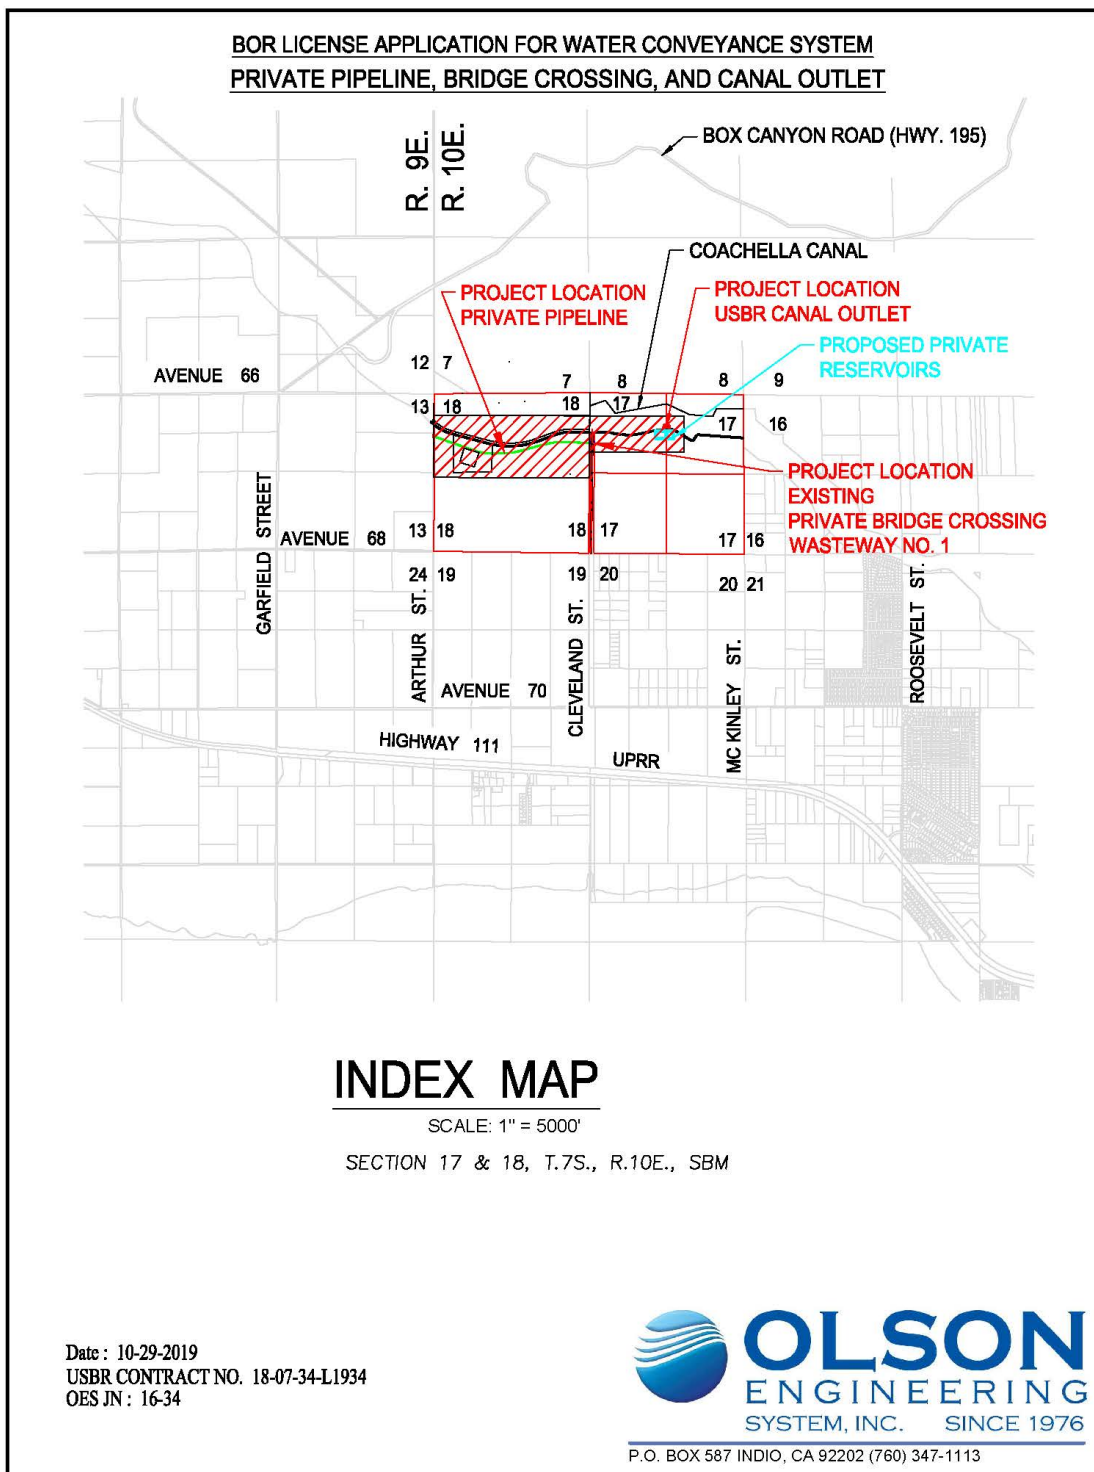 BOR LICENSE APPLICATION FOR WATER CONVEYANCE SYSTEM
PRIVATE PIPELINE, BRIDGE CROSSING, AND CANAL OUTLET
R. 9E.
R. 10E.
BOX CANYON ROAD (HWY. 195)
COACHELLA CANAL
PROJECT LOCATION
PRIVATE PIPELINE
PROJECT LOCATION
USBR CANAL OUTLET
PROPOSED PRIVATE
RESERVOIRS
AVENUE 66
12 7
7 8
8 9
13 18
18 17
17 16
PROJECT LOCATION
EXISTING
PRIVATE BRIDGE CROSSING
WASTEWAY NO. 1
GARFIELD STREET
AVENUE 68
13 18
18 17
17 16
24 19
19 20
20 21
ARTHUR ST.
CLEVELAND ST.
MC KINLEY ST.
ROOSEVELT ST.
AVENUE 70
HIGHWAY 111
UPRR
INDEX MAP
SCALE: 1" = 5000'
SECTION 17 & 18, T.7S., R.10E., SBM
Date : 10-29-2019
USBR CONTRACT NO. 18-07-34-L1934
OES JN : 16-34
OLSON
ENGINEERING
SYSTEM, INC. SINCE 1976
P.O. BOX 587 INDIO, CA 92202 (760) 347-1113